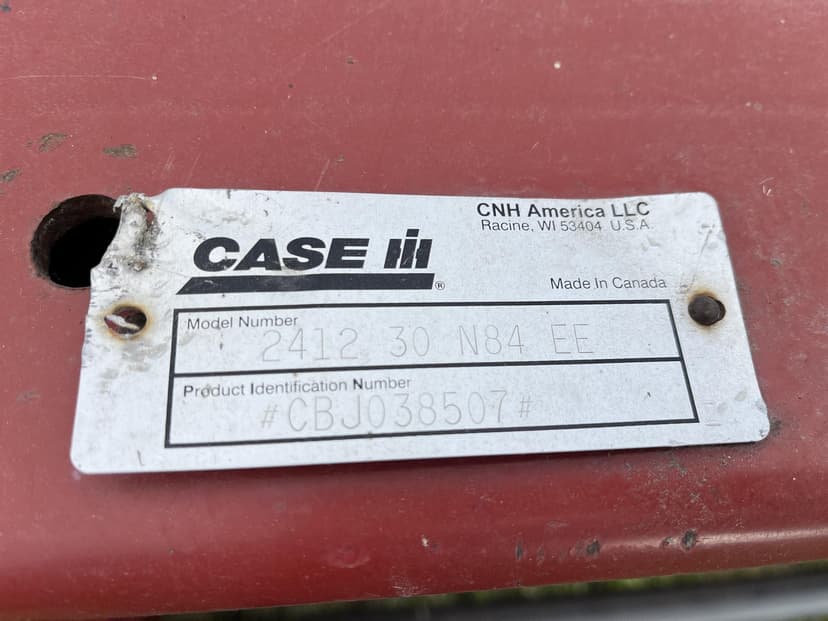 CNH America LLC
Racine, WI 53404 U.S.A
CASE IH ®
Made In Canada
Model Number
2412 30 N84 EE
Product Identification Number
#CBJ038507#